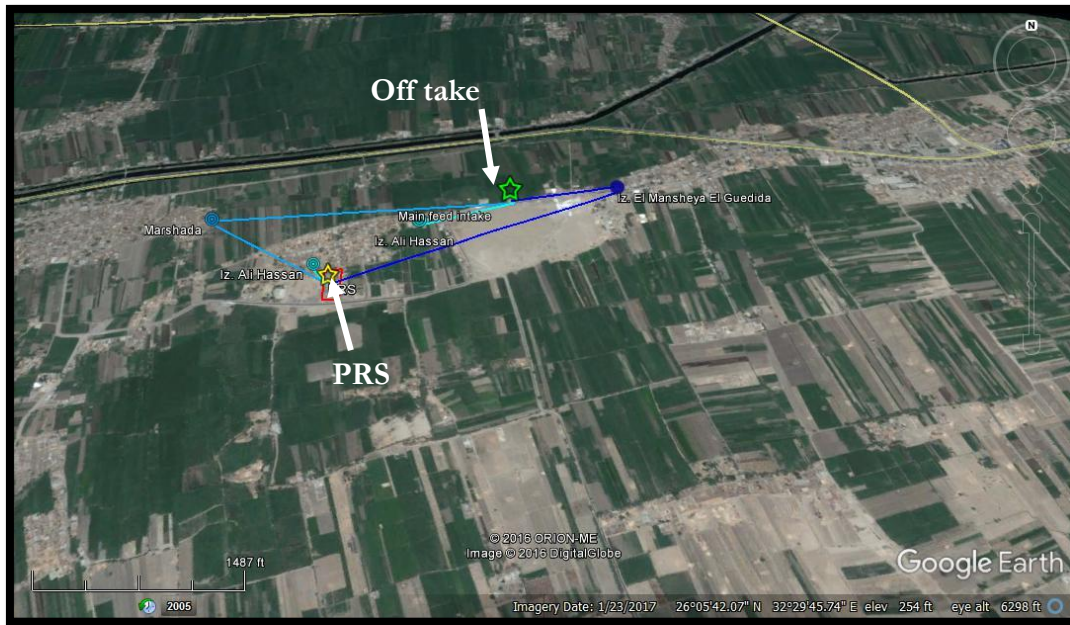 N
Off take
Iz. El Mansheya El Guedida
Main feed intake
Marshada
Iz. Ali Hassan
Iz. Ali Hassan
PRS
© 2016 ORION-ME
Image © 2016 DigitalGlobe
Google Earth
1487 ft
2005
Imagery Date: 1/23/2017 26°05'42.07" N 32°29'45.74" E elev 254 ft eye alt 6298 ft